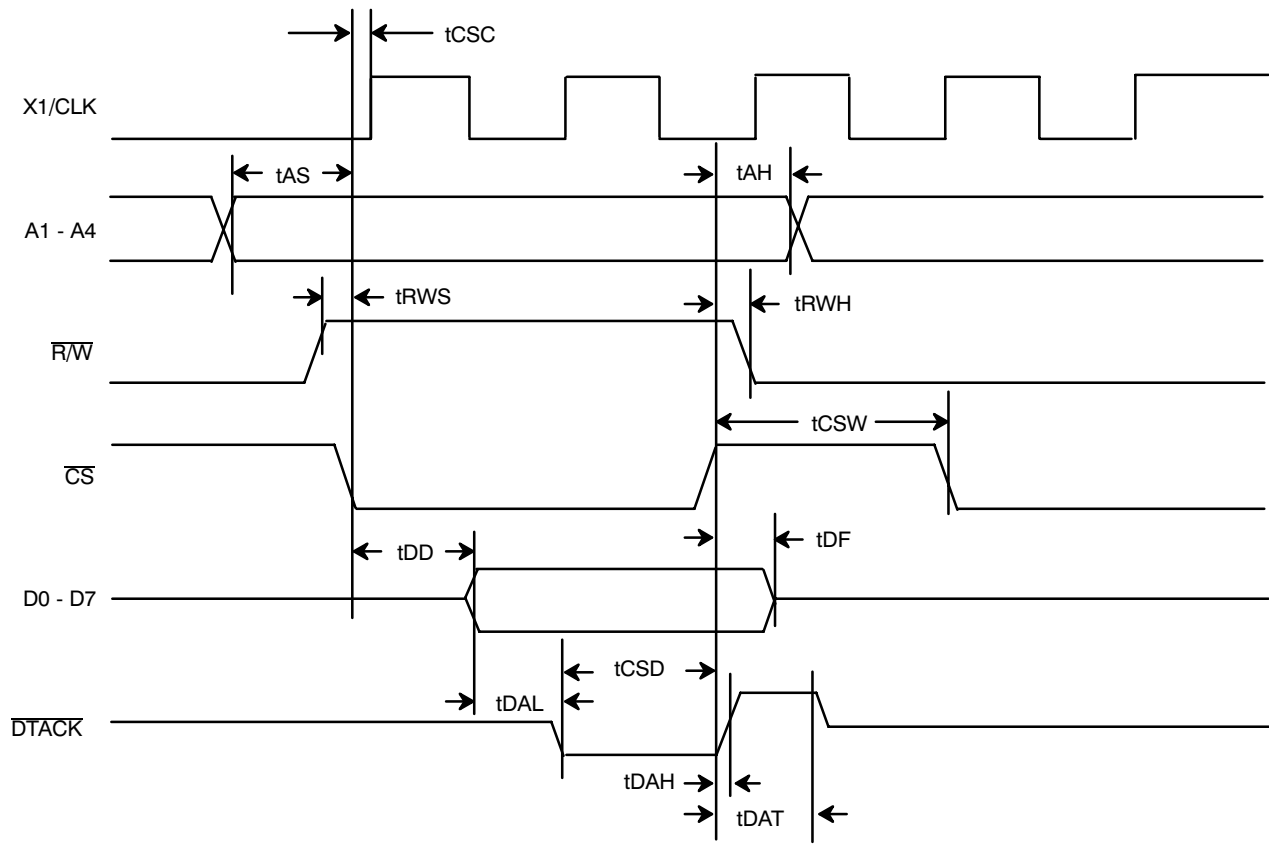 tCSC
X1/CLK
tAS
tAH
A1 - A4
tRWS
tRWH
R/W
tCSW
CS
tDD
tDF
D0 - D7
tCSD
tDAL
DTACK
tDAH
tDAT